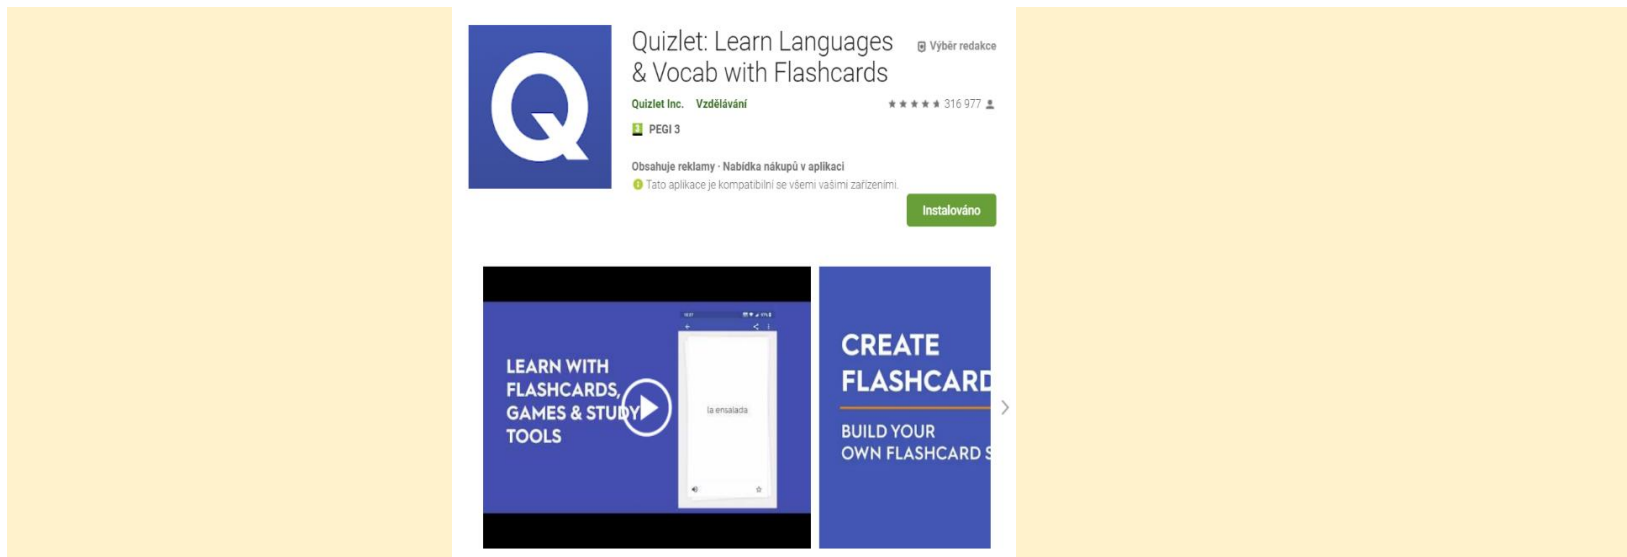 Quizlet: Learn Languages
& Vocab with Flashcards
Výběr redakce
Quizlet Inc. Vzdělávání
316 977
3 PEGI 3
Obsahuje reklamy · Nabídka nákupů v aplikaci
Tato aplikace je kompatibilní se všemi vašimi zařízeními.
Instalováno
LEARN WITH
FLASHCARDS,
GAMES & STUDY
TOOLS
la ensalada
CREATE
FLASHCARD
BUILD YOUR
OWN FLASHCARD S